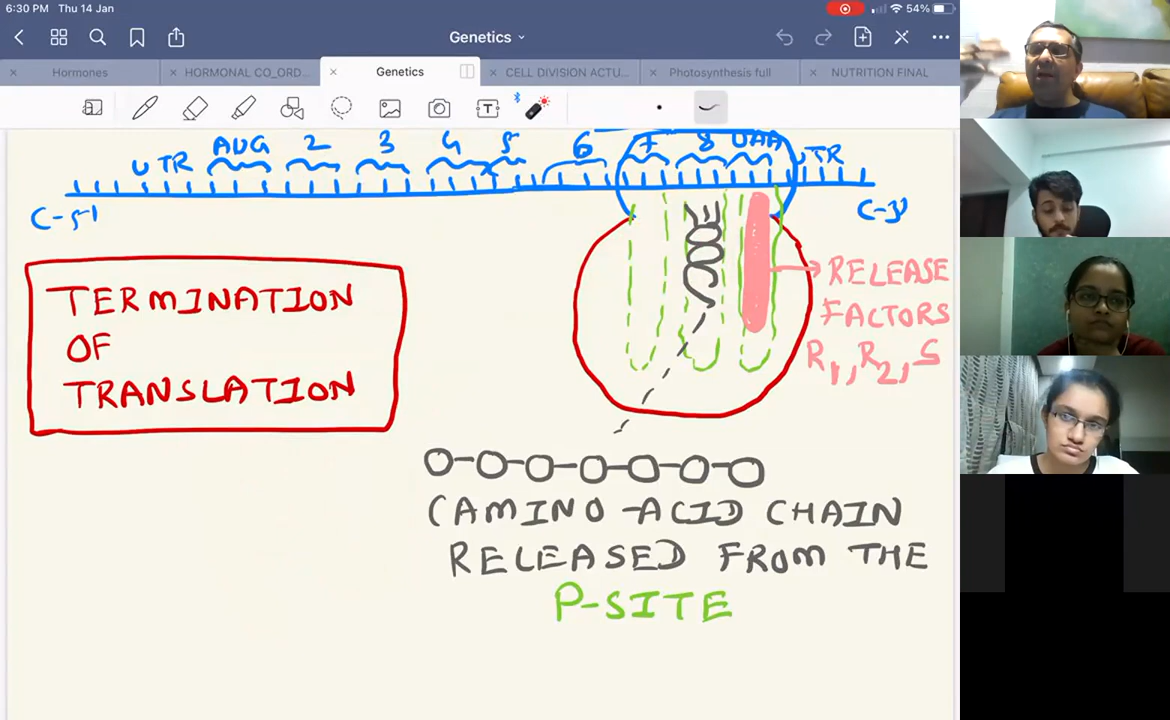 6:30 PM Thu 14 Jan
54%
Genetics
Hormones
HORMONAL CO_ORD...
Genetics
CELL DIVISION ACTU...
Photosynthesis full
NUTRITION FINAL
UTR AUG 2 3 4 5 6 7 8 UAA UTR
C-5' C-3'
TERMINATION
OF
TRANSLATION
RELEASE
FACTORS
R1, R2, S
(AMINO-ACID CHAIN
RELEASED FROM THE
P-SITE